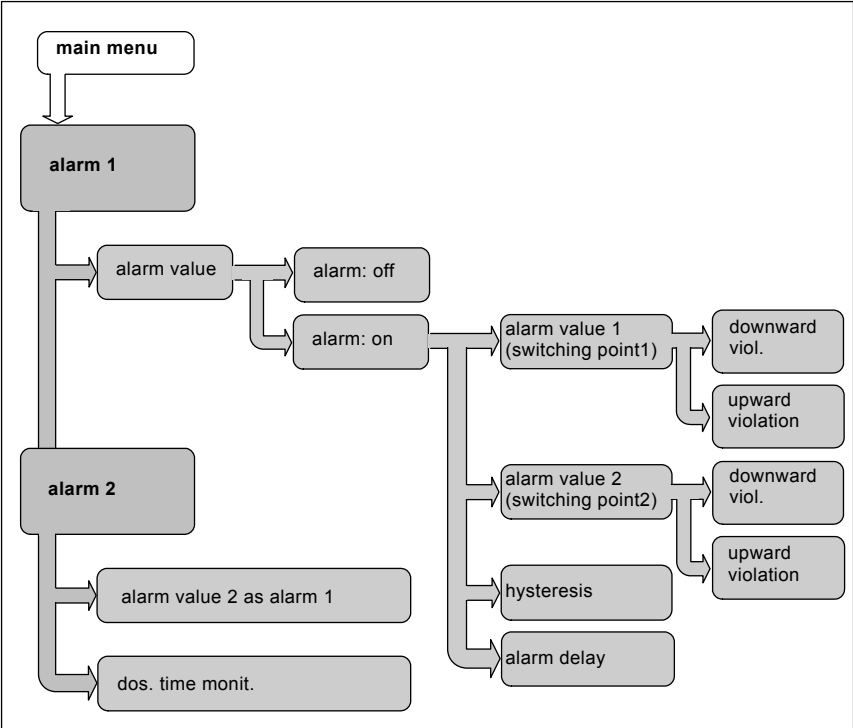 main menu
alarm 1
alarm value
alarm: off
alarm: on
alarm value 1
(switching point1)
downward
viol.
upward
violation
alarm 2
alarm value 2
(switching point2)
downward
viol.
upward
violation
alarm value 2 as alarm 1
hysteresis
dos. time monit.
alarm delay